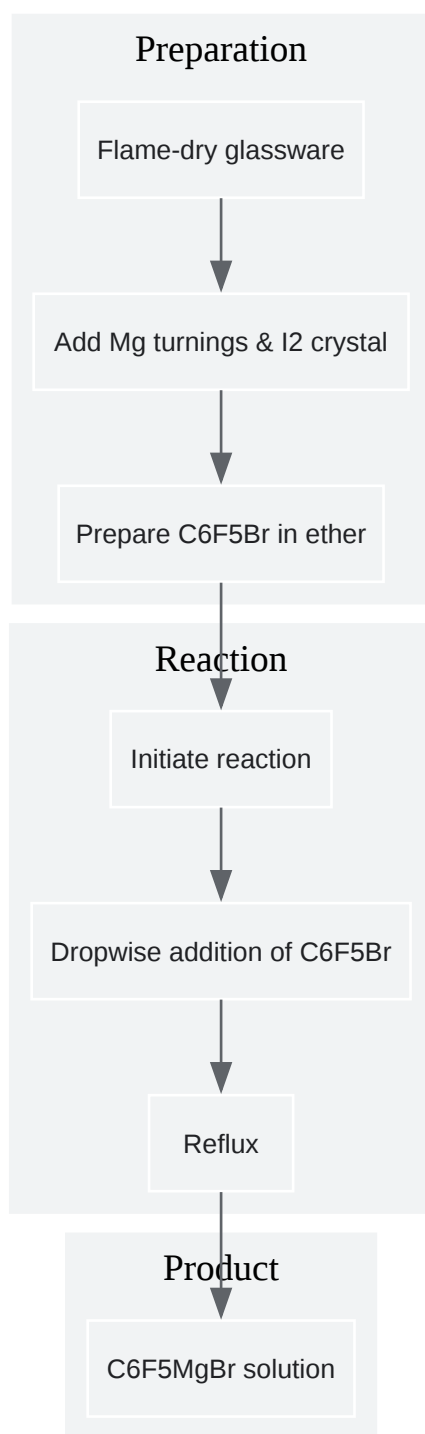 Preparation
Flame-dry glassware
Add Mg turnings & I2 crystal
Prepare C6F5Br in ether
Reaction
Initiate reaction
Dropwise addition of C6F5Br
Reflux
Product
C6F5MgBr solution